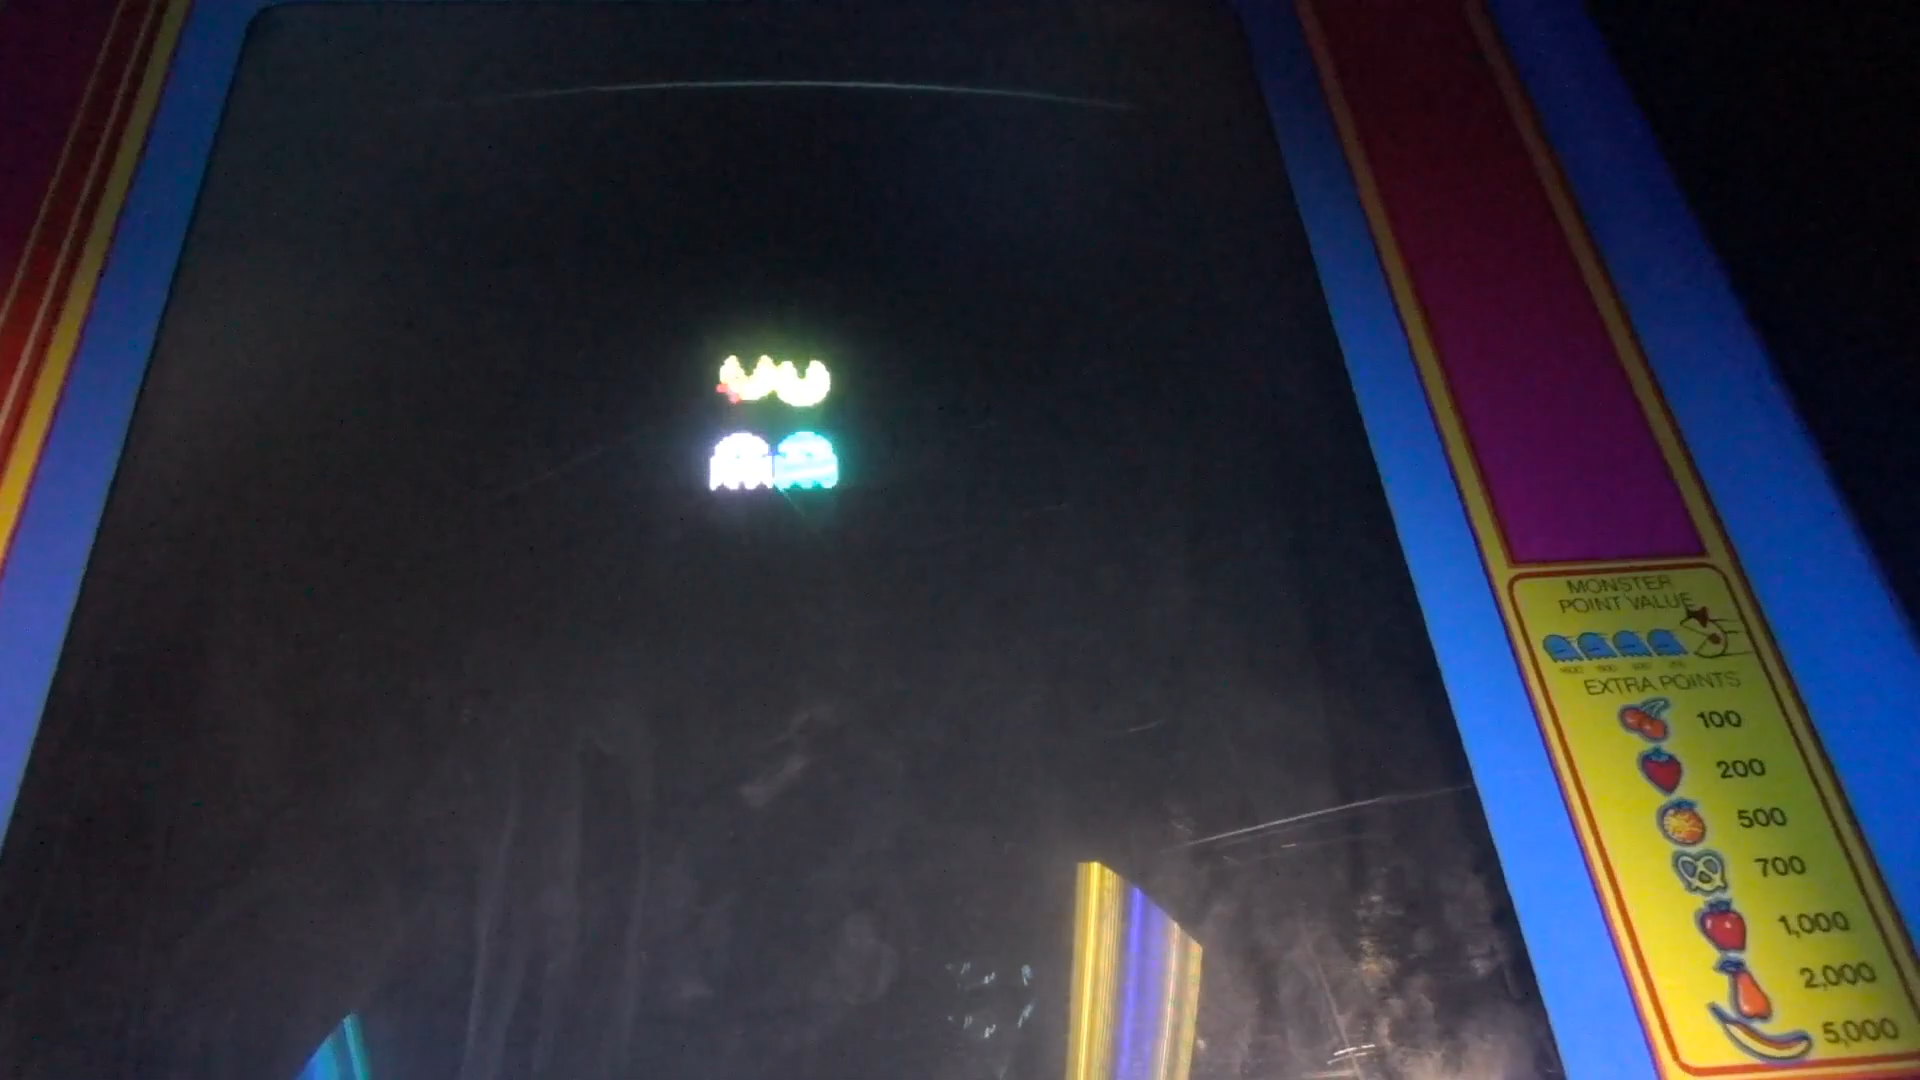 MONSTER
POINT VALUE
EXTRA POINTS
100
200
500
700
1,000
2,000
5,000